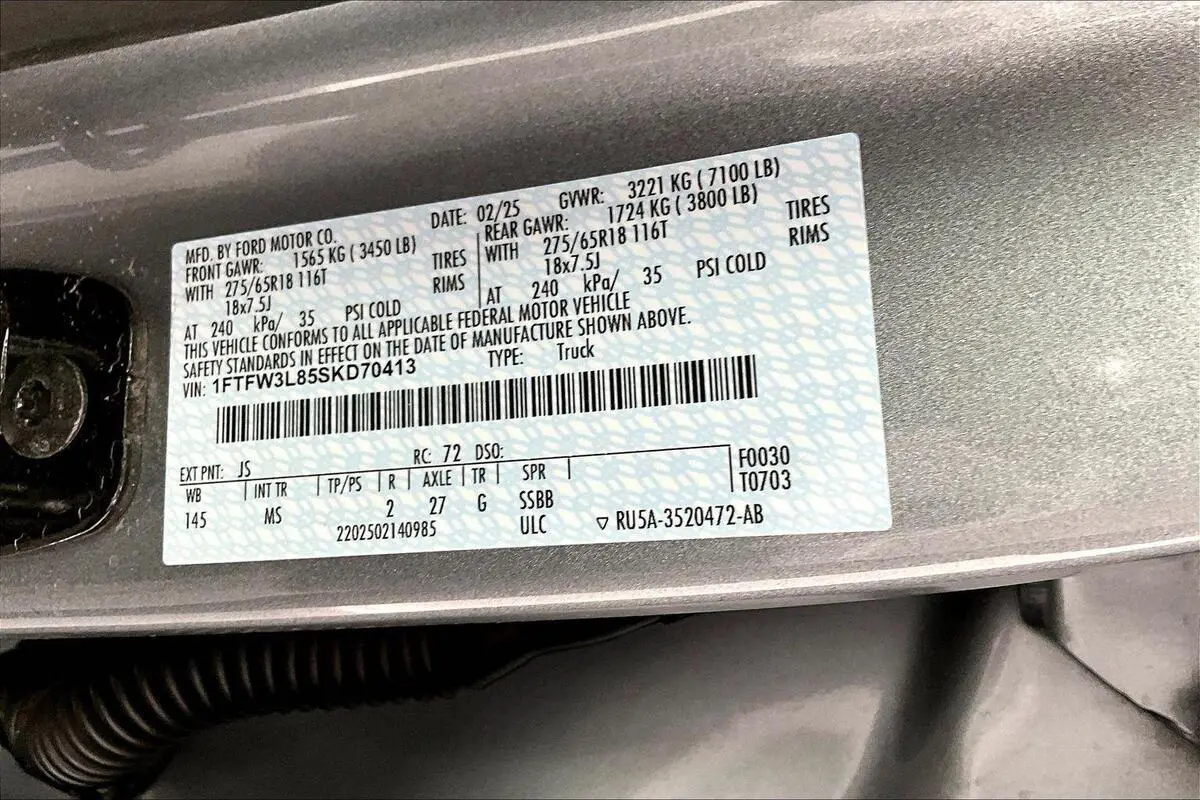 MFD. BY FORD MOTOR CO. DATE: 02/25 GVWR: 3221 KG ( 7100 LB)
FRONT GAWR: 1565 KG ( 3450 LB) REAR GAWR: 1724 KG ( 3800 LB)
WITH 275/65R18 116T TIRES WITH 275/65R18 116T TIRES
18x7.5J RIMS 18x7.5J RIMS
AT 240 kPa/ 35 PSI COLD AT 240 kPa/ 35 PSI COLD
THIS VEHICLE CONFORMS TO ALL APPLICABLE FEDERAL MOTOR VEHICLE
SAFETY STANDARDS IN EFFECT ON THE DATE OF MANUFACTURE SHOWN ABOVE.
VIN: 1FTFW3L85SKD70413 TYPE: Truck
EXT PNT: JS RC: 72 DSO: F0030
WB INT TR TP/PS R AXLE TR SPR T0703
145 MS 2 27 G SSBB
2202502140985 ULC ▽ RU5A-3520472-AB